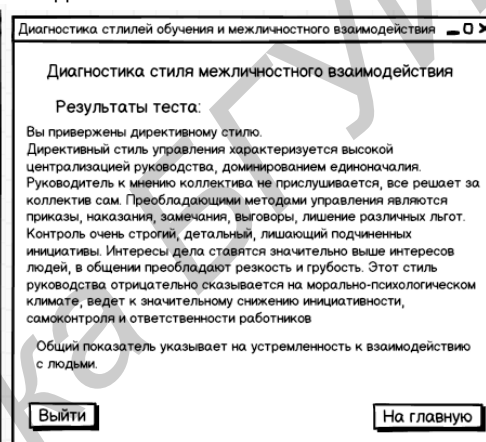 Диагностика стлилей обучения и межличностного взаимодействия
Диагностика стиля межличностного взаимодействия
Результаты теста:
Вы привержены директивному стилю.
Директивный стиль управления характеризуется высокой
централизацией руководства, доминированием единоначалия.
Руководитель к мнению коллектива не прислушивается, все решает за
коллектив сам. Преобладающими методами управления являются
приказы, наказания, замечания, выговоры, лишение различных льгот.
Контроль очень строгий, детальный, лишающий подчиненных
инициативы. Интересы дела ставятся значительно выше интересов
людей, в общении преобладают резкость и грубость. Этот стиль
руководства отрицательно сказывается на морально-психологическом
климате, ведет к значительному снижению инициативности,
самоконтроля и ответственности работников
Общий показатель указывает на устремленность к взаимодействию
с людьми.
Выйти
На главную